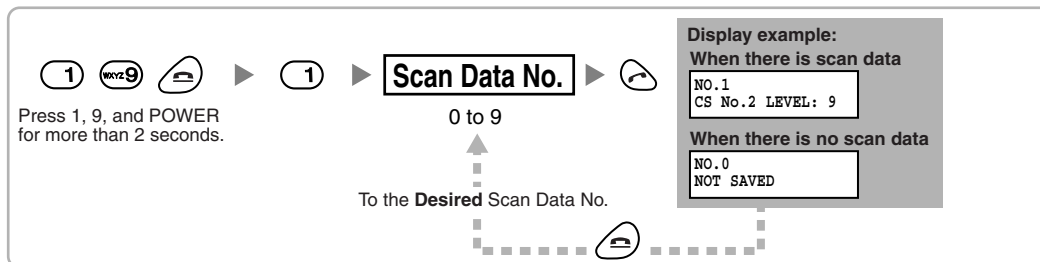 1) wxyz9
Press 1, 9, and POWER
for more than 2 seconds.
1)
Scan Data No.
0 to 9
To the Desired Scan Data No.
Display example:
When there is scan data
NO.1
CS No.2 LEVEL: 9
When there is no scan data
NO.0
NOT SAVED